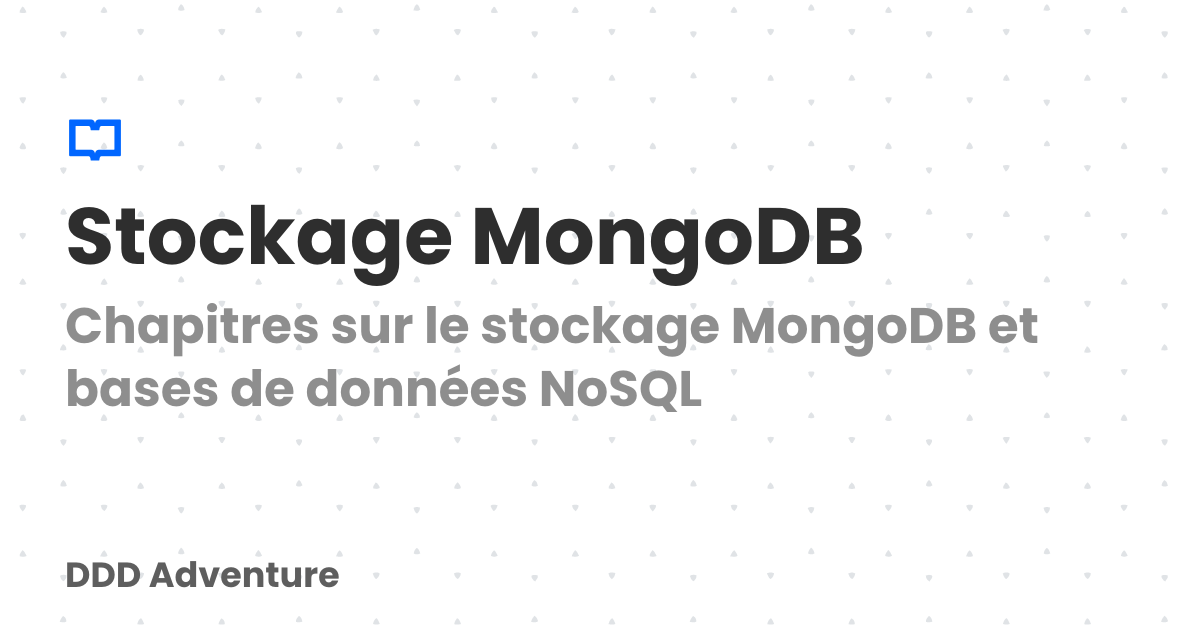 Stockage MongoDB
Chapitres sur le stockage MongoDB et
bases de données NoSQL
DDD Adventure